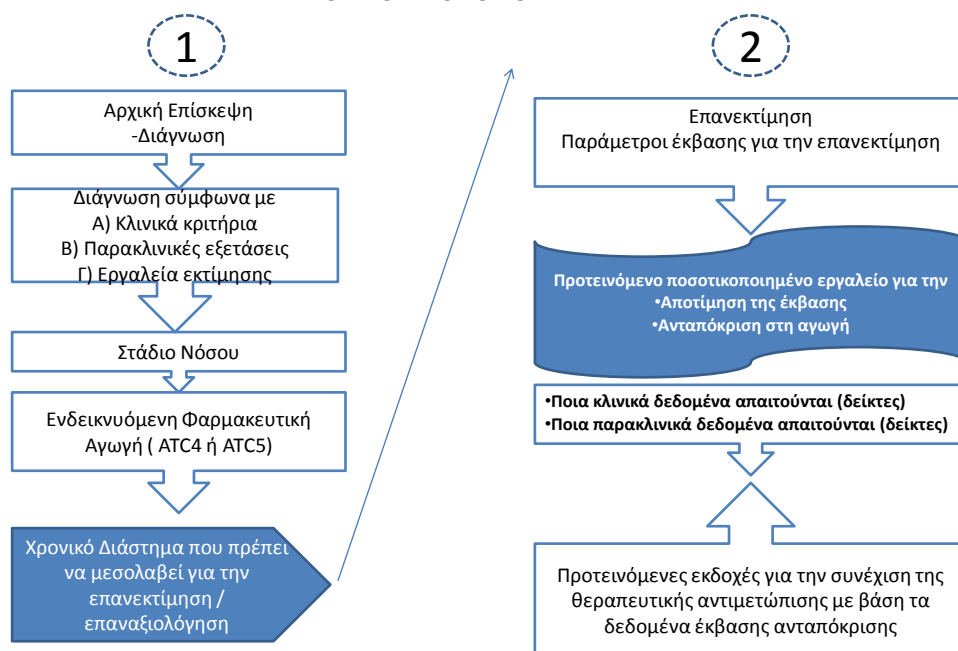 1
Αρχική Επίσκεψη
-Διάγνωση
Διάγνωση σύμφωνα με
Α) Κλινικά κριτήρια
Β) Παρακλινικές εξετάσεις
Γ) Εργαλεία εκτίμησης
Στάδιο Νόσου
Ενδεικνυόμενη Φαρμακευτική
Αγωγή ( ATC4 ή ATC5)
Χρονικό Διάστημα που πρέπει
να μεσολαβεί για την
επανεκτίμηση /
επαναξιολόγηση
2
Επανεκτίμηση
Παράμετροι έκβασης για την επανεκτίμηση
Προτεινόμενο ποσοτικοποιημένο εργαλείο για την
•Αποτίμηση της έκβασης
•Ανταπόκριση στη αγωγή
•Ποια κλινικά δεδομένα απαιτούνται (δείκτες)
•Ποια παρακλινικά δεδομένα απαιτούνται (δείκτες)
Προτεινόμενες εκδοχές για την συνέχιση της
θεραπευτικής αντιμετώπισης με βάση τα
δεδομένα έκβασης ανταπόκρισης